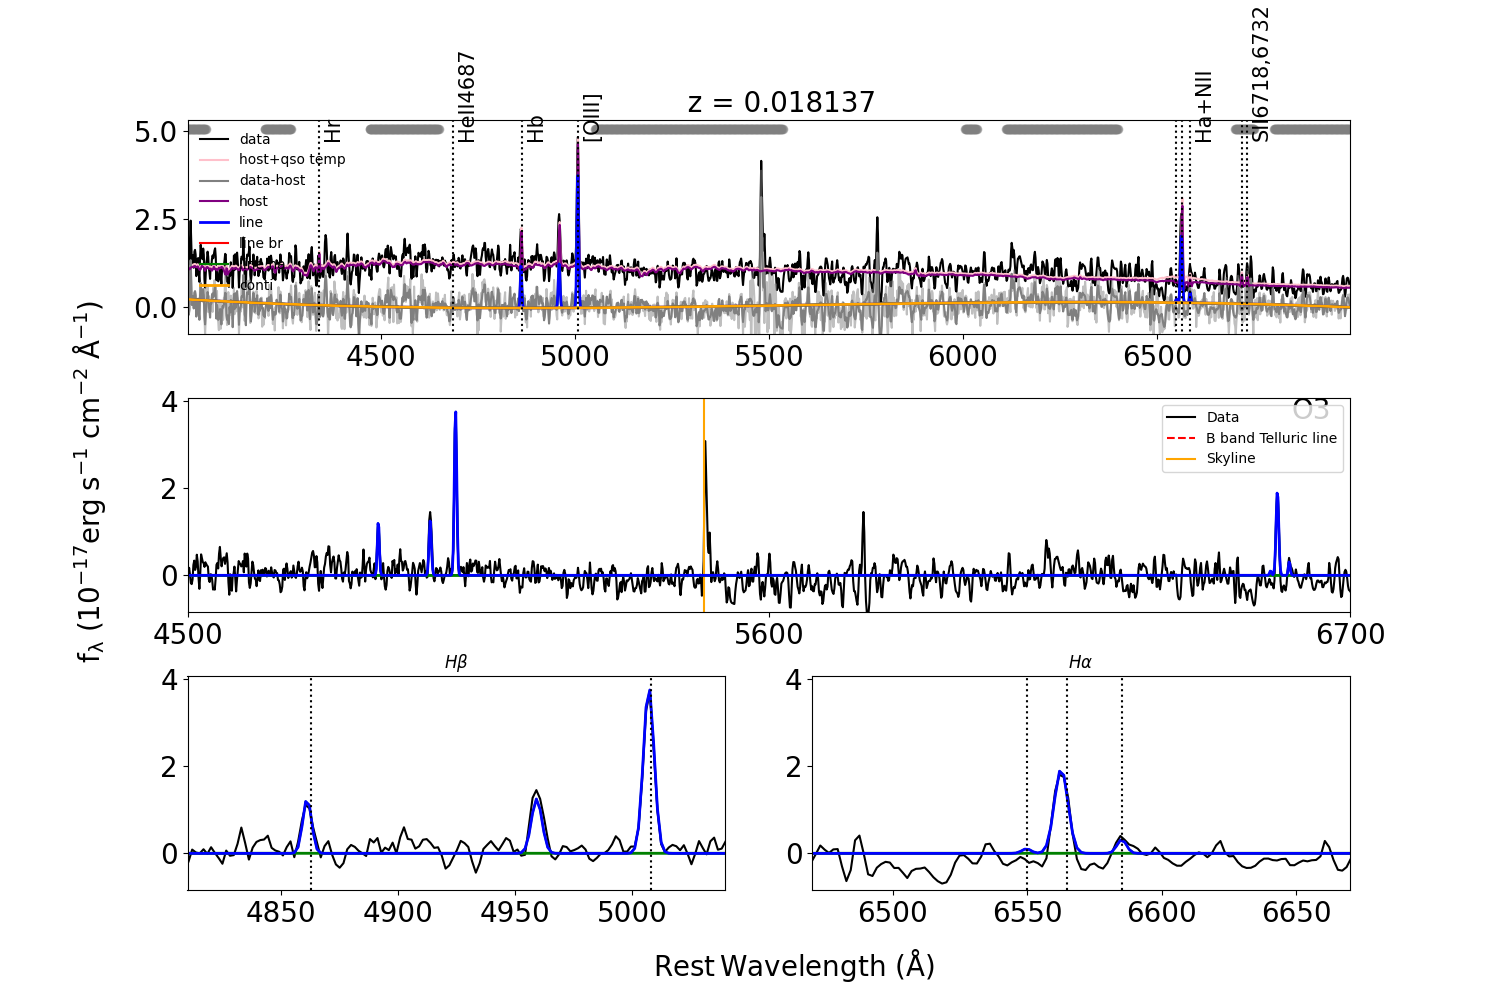 z = 0.018137
Hr
HeII4687
Hb
[OIII]
Ha+NII
SII6718,6732
data
host+qso temp
data-host
host
line
line br
conti
5.0
2.5
0.0
4500
5000
5500
6000
6500
O3
Data
B band Telluric line
Skyline
4
2
0
4500
5600
6700
Hβ
4
2
0
4850
4900
4950
5000
Hα
4
2
0
6500
6550
6600
6650
fλ (10⁻¹⁷erg s⁻¹ cm⁻² Å⁻¹)
Rest Wavelength (Å)